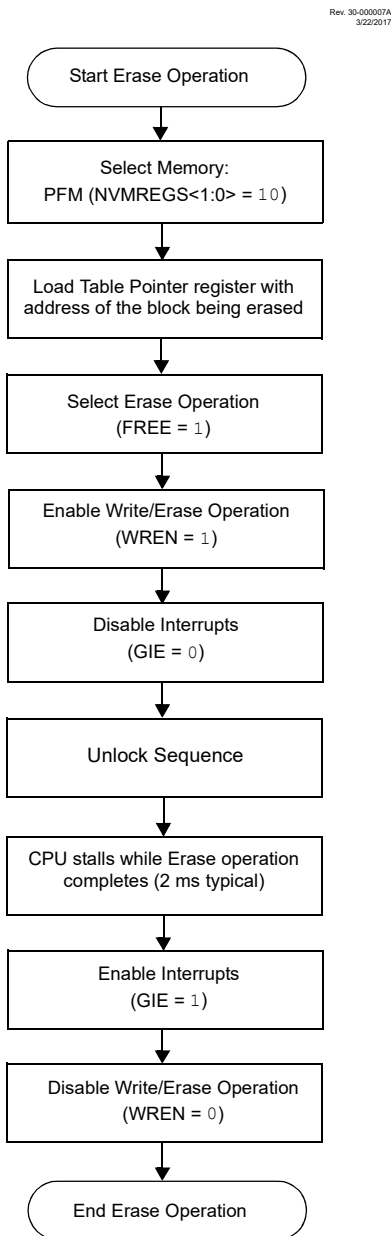 Rev. 30-000007A
3/22/2017
Start Erase Operation
Select Memory:
PFM (NVMREGS<1:0> = 10)
Load Table Pointer register with
address of the block being erased
Select Erase Operation
(FREE = 1)
Enable Write/Erase Operation
(WREN = 1)
Disable Interrupts
(GIE = 0)
Unlock Sequence
CPU stalls while Erase operation
completes (2 ms typical)
Enable Interrupts
(GIE = 1)
Disable Write/Erase Operation
(WREN = 0)
End Erase Operation